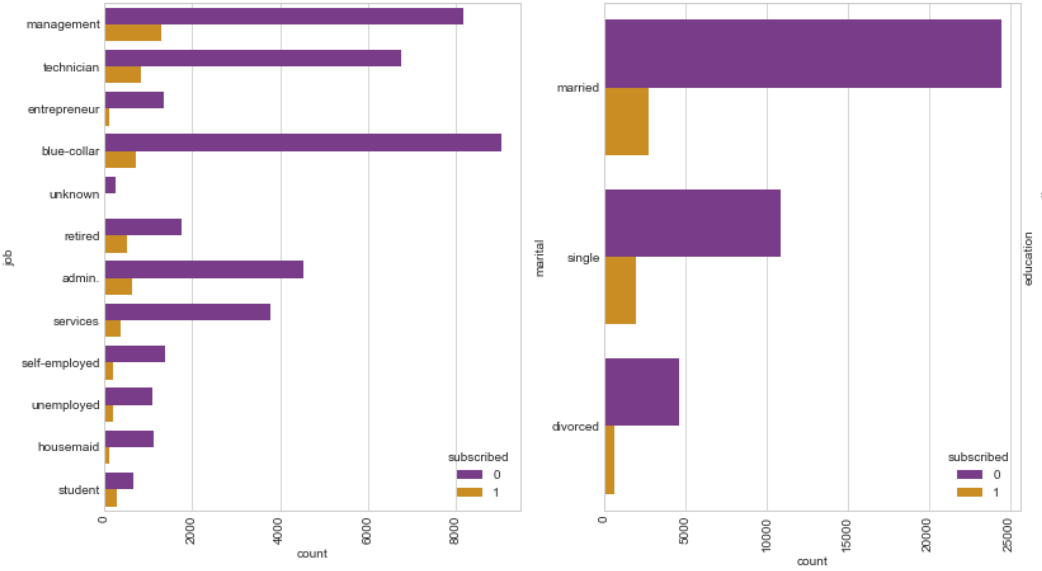 management
technician
entrepreneur
blue-collar
unknown
retired
admin.
services
self-employed
unemployed
housemaid
student
job
0
2000
4000
6000
8000
count
subscribed
0
1
married
single
divorced
marital
0
5000
10000
15000
20000
25000
count
subscribed
0
1
education